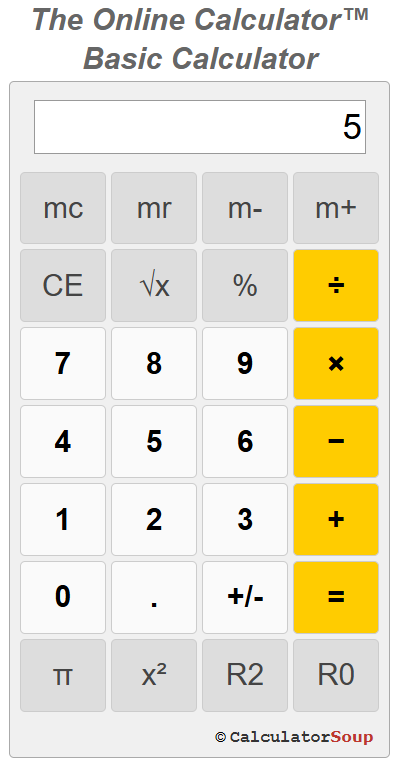 The Online Calculator™
Basic Calculator
5
mc mr m- m+
CE √x % ÷
7 8 9 ×
4 5 6 −
1 2 3 +
0 . +/- =
π x² R2 R0
© CalculatorSoup